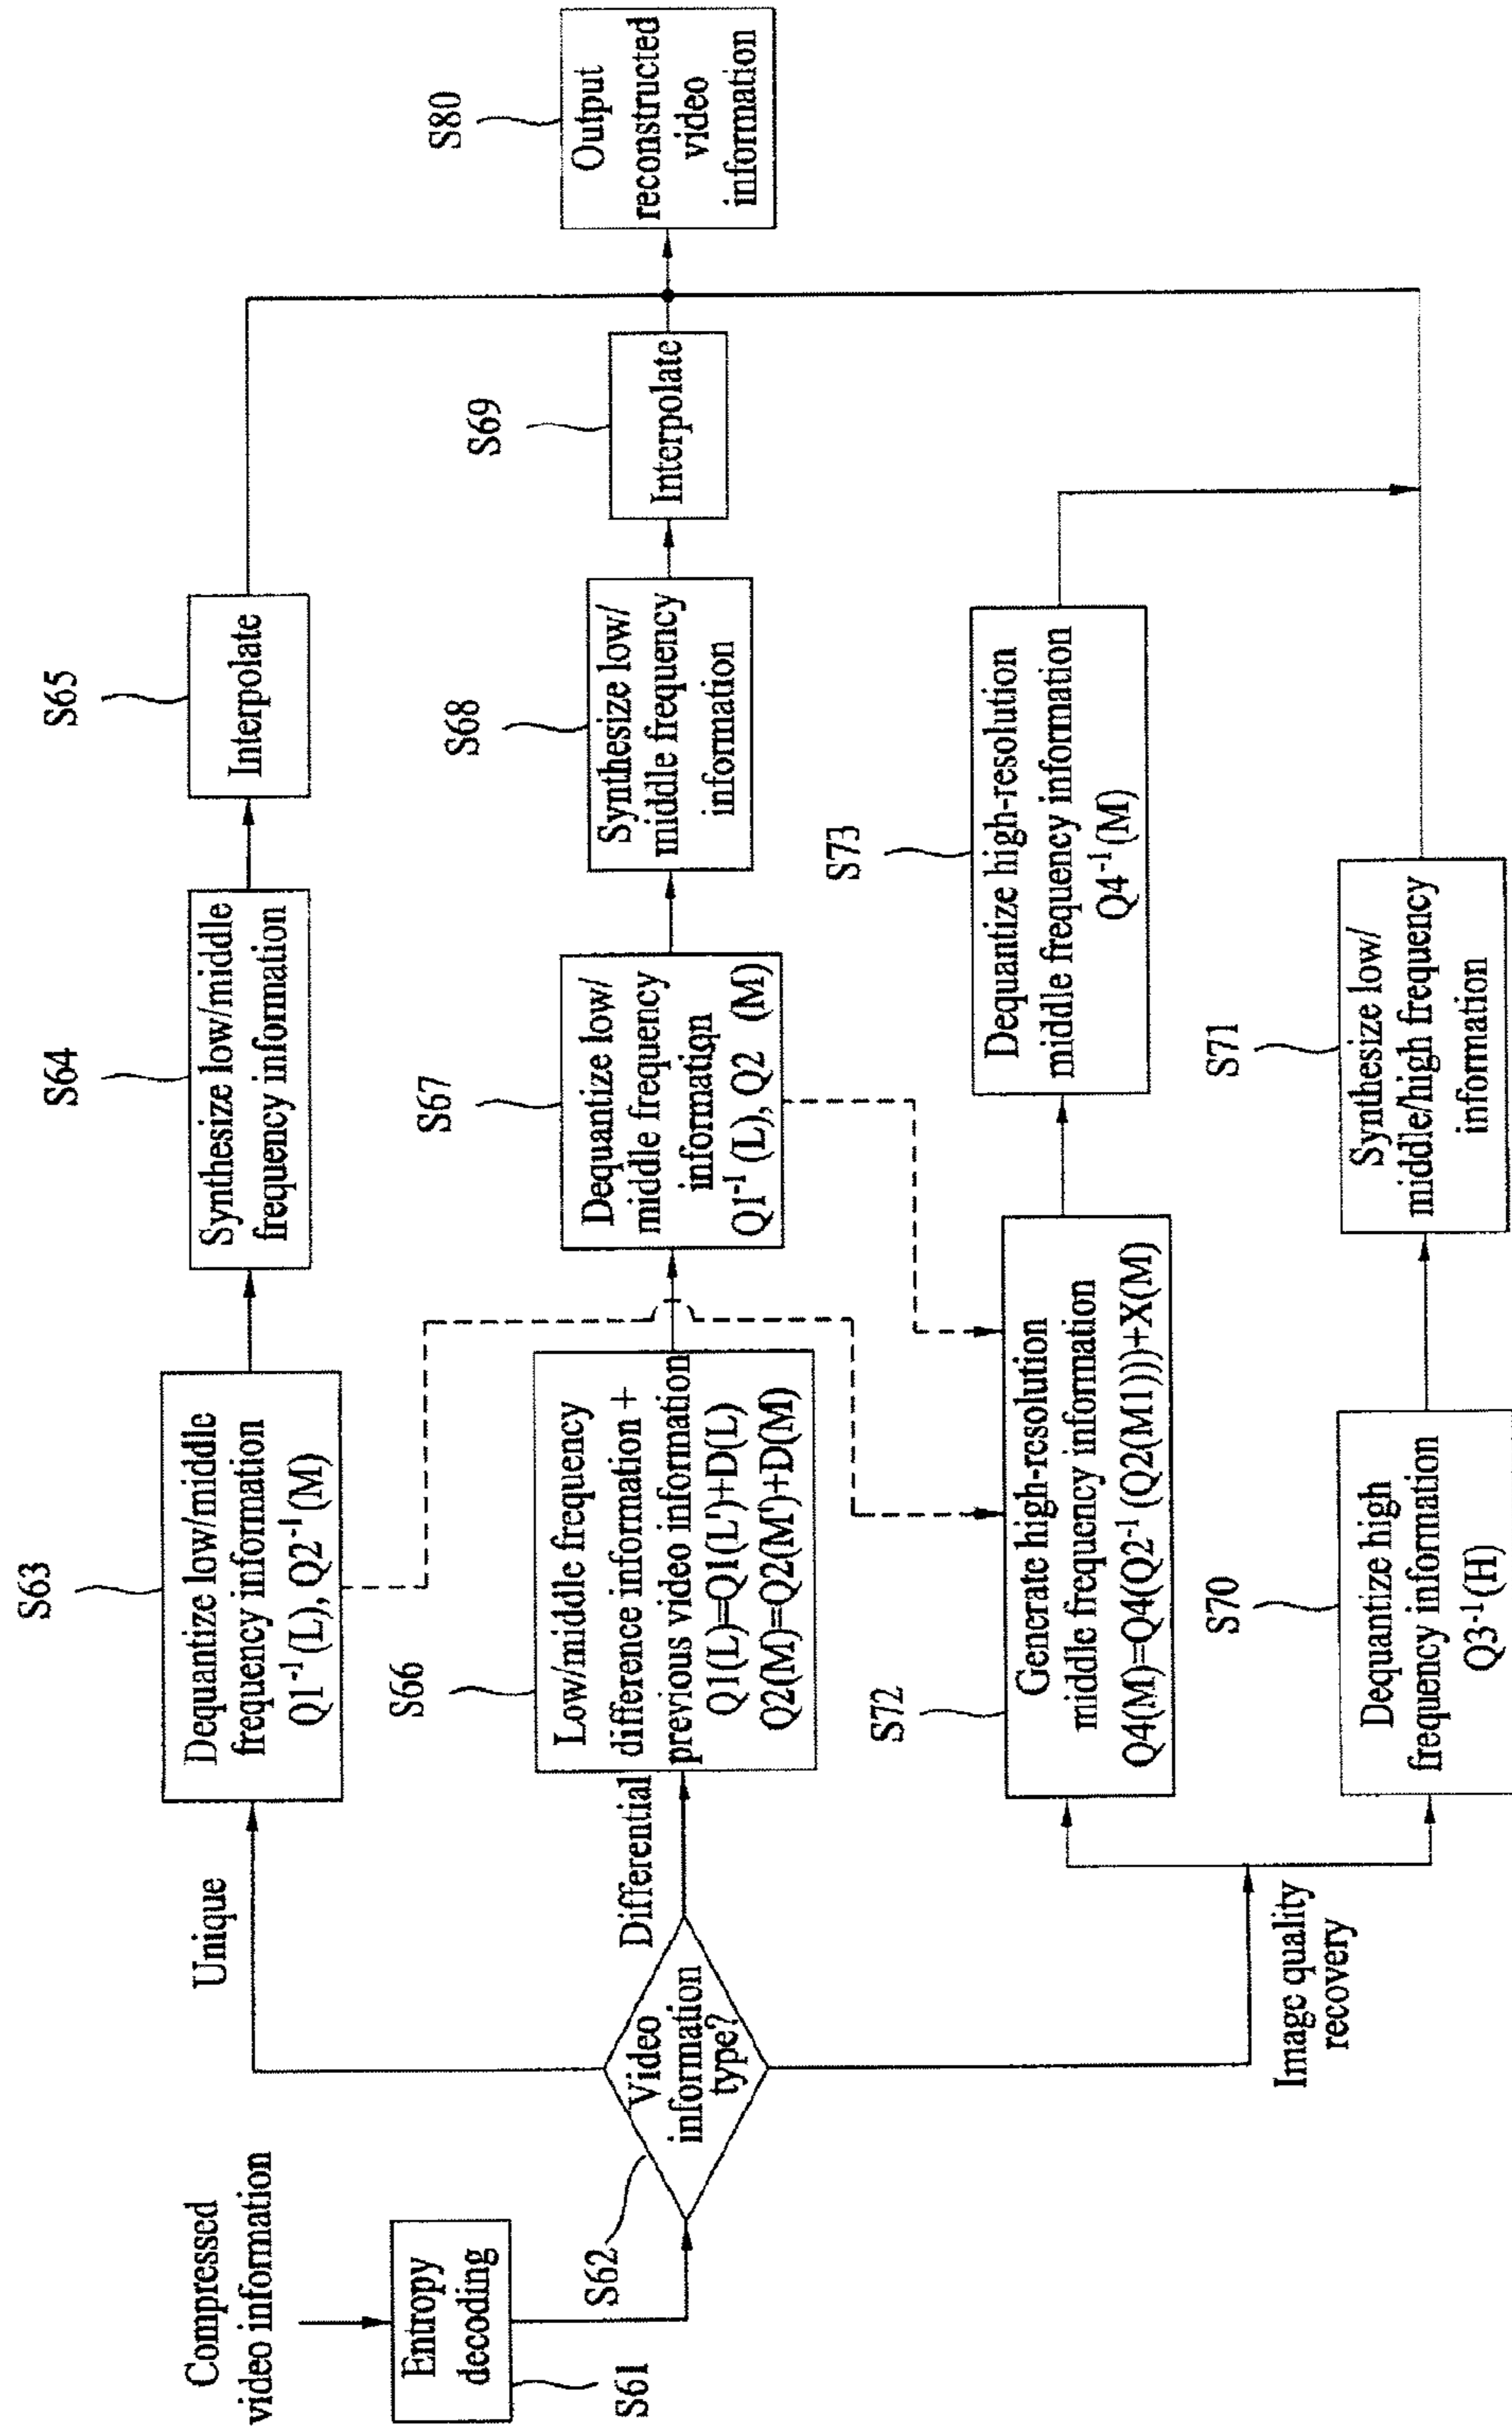 Compressed
video information
Entropy
decoding
S61
S62
Video
information
type?
Unique
Differential
Image quality
recovery
S63
Dequantize low/middle
frequency information
Q1⁻¹(L), Q2⁻¹(M)
S64
Synthesize low/middle
frequency information
S65
Interpolate
S66
Low/middle frequency
difference information +
previous video information
Q1(L)=Q1(L')+D(L)
Q2(M)=Q2(M')+D(M)
S67
Dequantize low/
middle frequency
information
Q1⁻¹(L), Q2 (M)
S68
Synthesize low/
middle frequency
information
S69
Interpolate
S72
Generate high-resolution
middle frequency information
Q4(M)=Q4(Q2⁻¹(Q2(M1)))+X(M)
S73
Dequantize high-resolution
middle frequency information
Q4⁻¹(M)
S70
Dequantize high
frequency information
Q3⁻¹(H)
S71
Synthesize low/
middle/high frequency
information
S80
Output
reconstructed
video
information